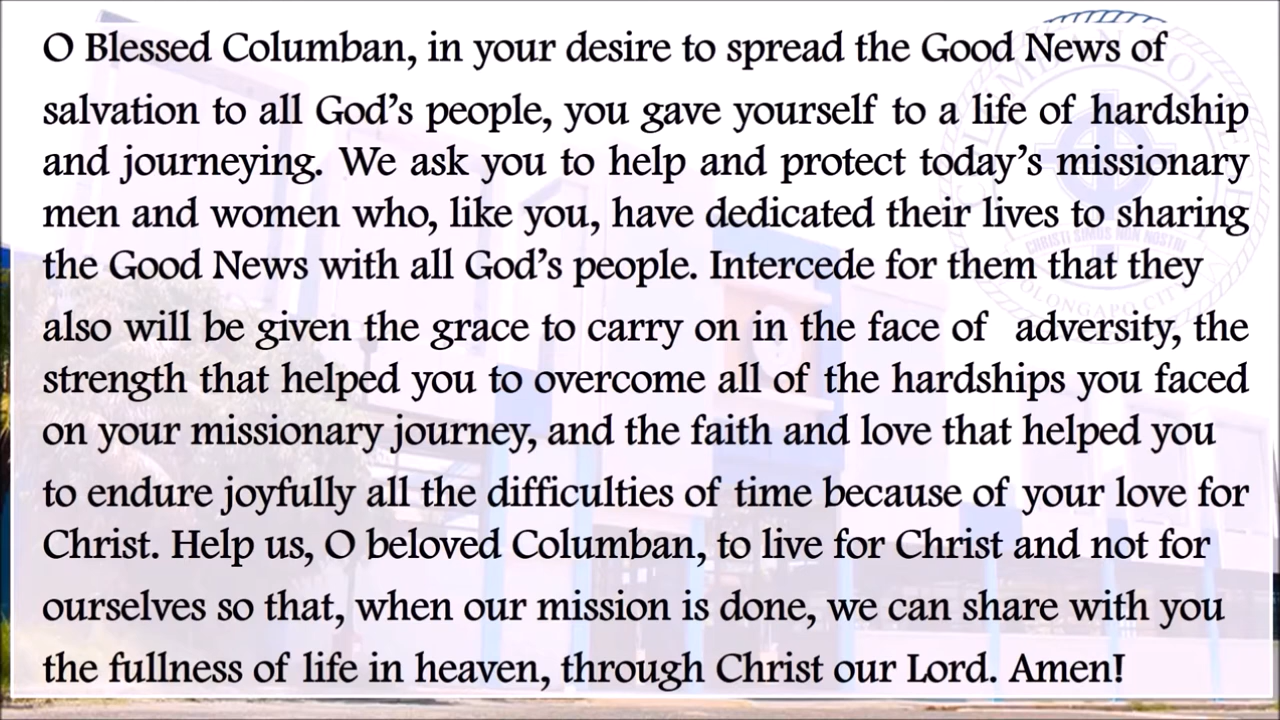 O Blessed Columban, in your desire to spread the Good News of
salvation to all God's people, you gave yourself to a life of hardship
and journeying. We ask you to help and protect today's missionary
men and women who, like you, have dedicated their lives to sharing
the Good News with all God's people. Intercede for them that they
also will be given the grace to carry on in the face of adversity, the
strength that helped you to overcome all of the hardships you faced
on your missionary journey, and the faith and love that helped you
to endure joyfully all the difficulties of time because of your love for
Christ. Help us, O beloved Columban, to live for Christ and not for
ourselves so that, when our mission is done, we can share with you
the fullness of life in heaven, through Christ our Lord. Amen!
CHRISTI SIMUS NON NOSTRI
OLONGAPO CITY